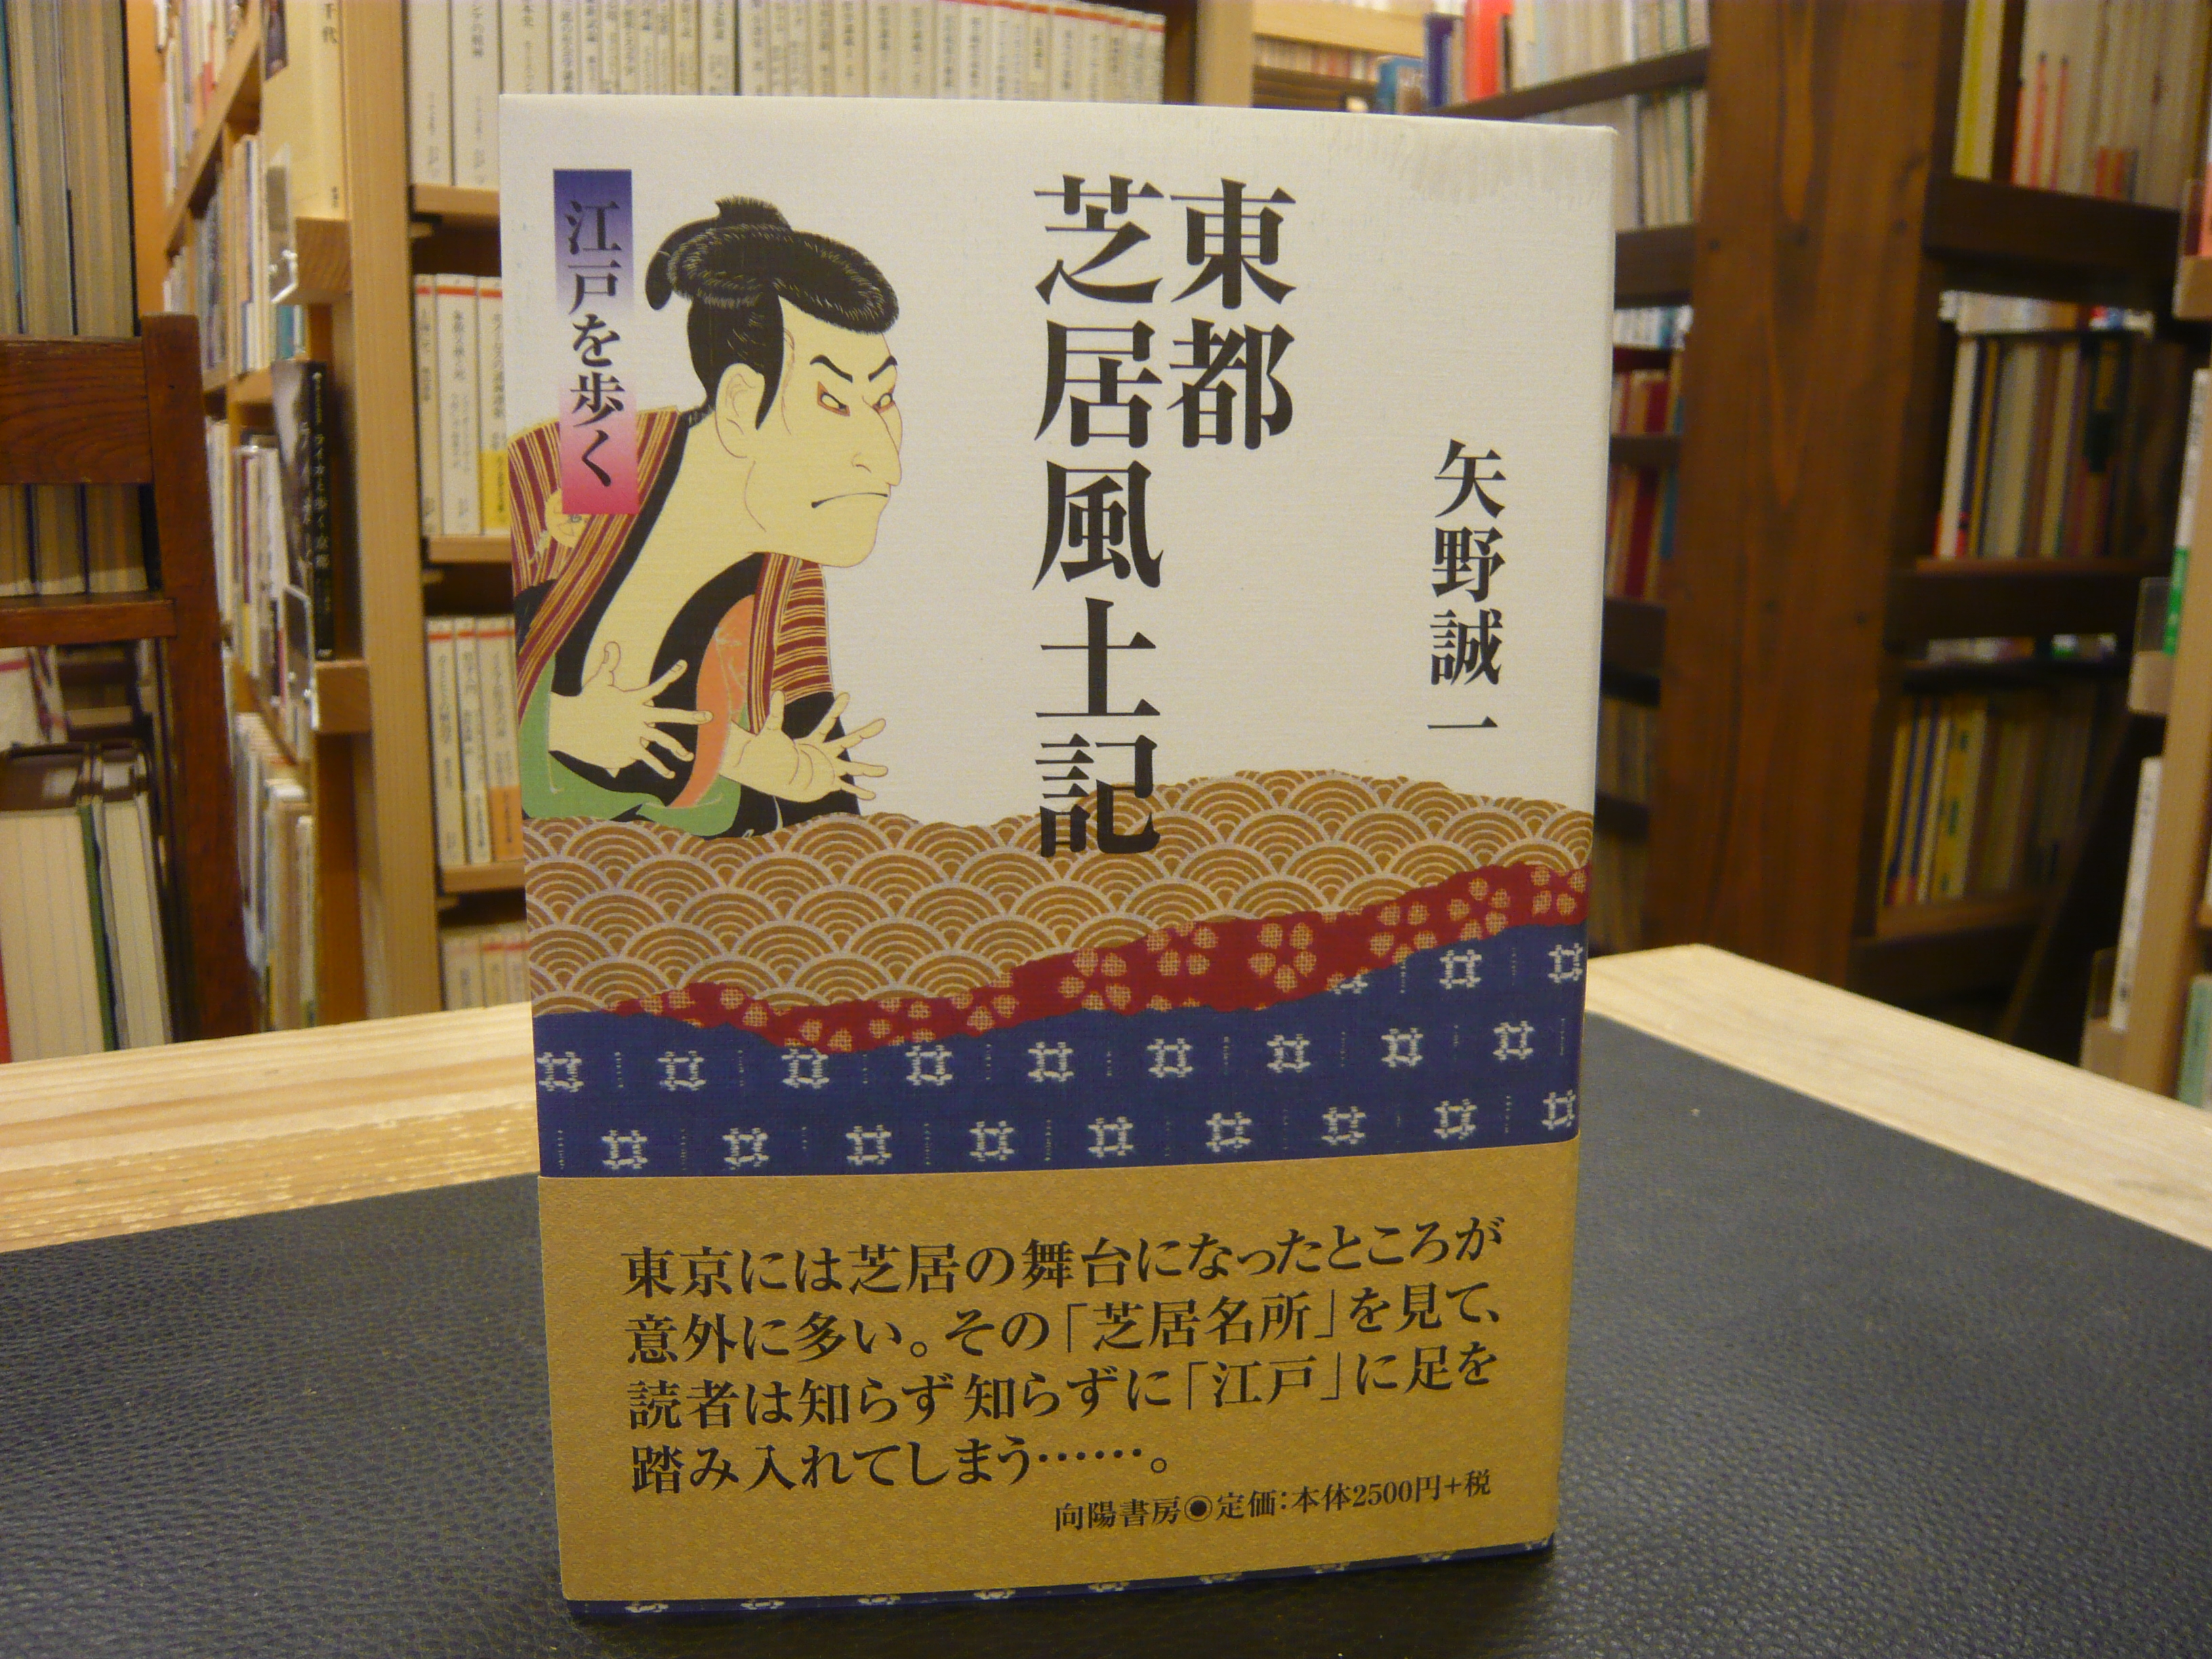 矢野誠一
東都
芝居風土記
江戸を歩く
東京には芝居の舞台になったところが
意外に多い。その「芝居名所」を見て、
読者は知らず知らずに「江戸」に足を
踏み入れてしまう……。
向陽書房◉定価:本体2500円+税